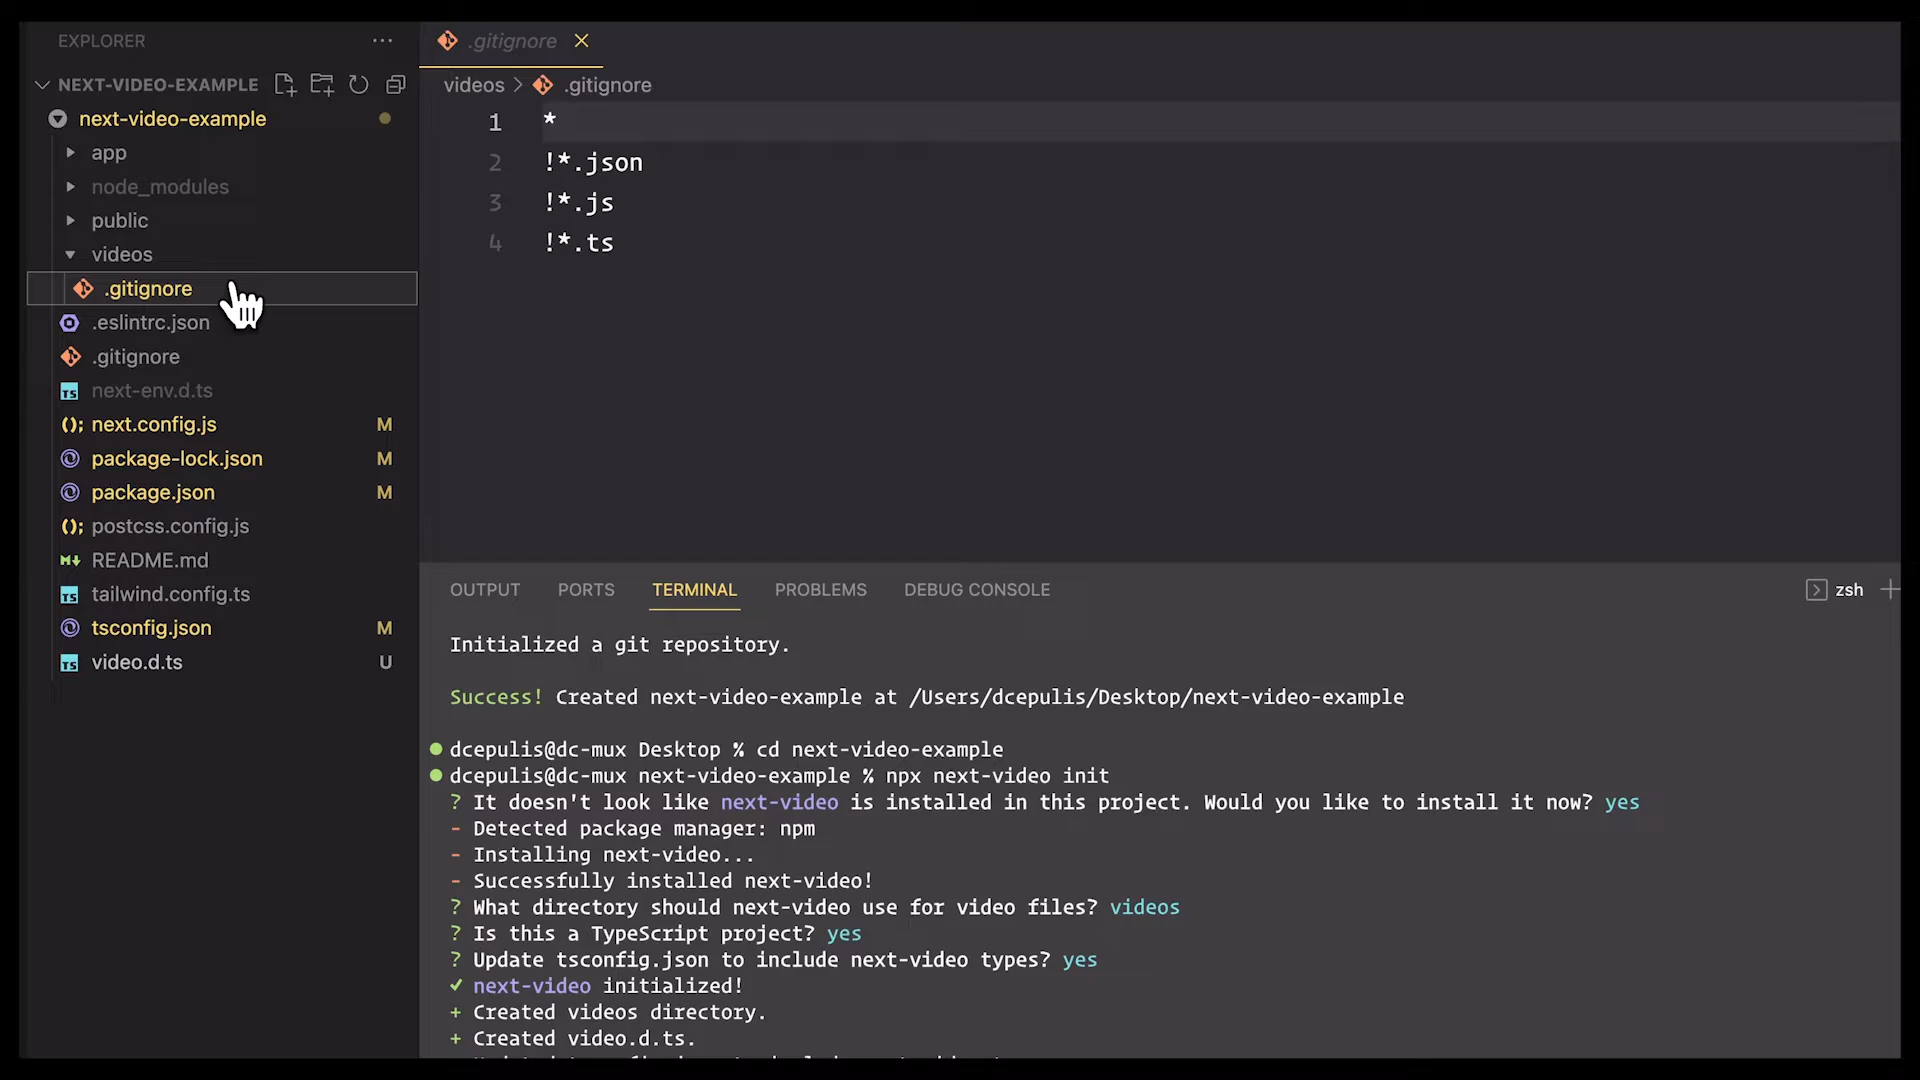 EXPLORER
NEXT-VIDEO-EXAMPLE
next-video-example
app
node_modules
public
videos
.gitignore
.eslintrc.json
.gitignore
next-env.d.ts
next.config.js M
package-lock.json M
package.json M
postcss.config.js
README.md
tailwind.config.ts
tsconfig.json M
video.d.ts U
.gitignore
videos > .gitignore
1 *
2 !*.json
3 !*.js
4 !*.ts
OUTPUT PORTS TERMINAL PROBLEMS DEBUG CONSOLE zsh
Initialized a git repository.
Success! Created next-video-example at /Users/dcepulis/Desktop/next-video-example
dcepulis@dc-mux Desktop % cd next-video-example
dcepulis@dc-mux next-video-example % npx next-video init
? It doesn't look like next-video is installed in this project. Would you like to install it now? yes
- Detected package manager: npm
- Installing next-video...
- Successfully installed next-video!
? What directory should next-video use for video files? videos
? Is this a TypeScript project? yes
? Update tsconfig.json to include next-video types? yes
✓ next-video initialized!
+ Created videos directory.
+ Created video.d.ts.